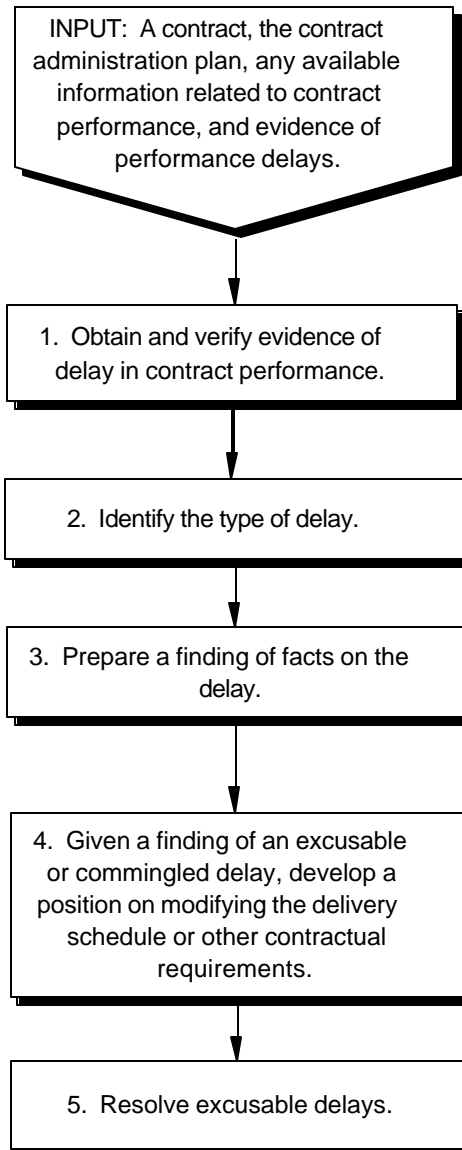 INPUT:  A contract, the contract
administration plan, any available
information related to contract
performance, and evidence of
performance delays.
1.  Obtain and verify evidence of
delay in contract performance.
2.  Identify the type of delay.
3.  Prepare a finding of facts on the
delay.
4.  Given a finding of an excusable
or commingled delay, develop a
position on modifying the delivery
schedule or other contractual
requirements.
5.  Resolve excusable delays.